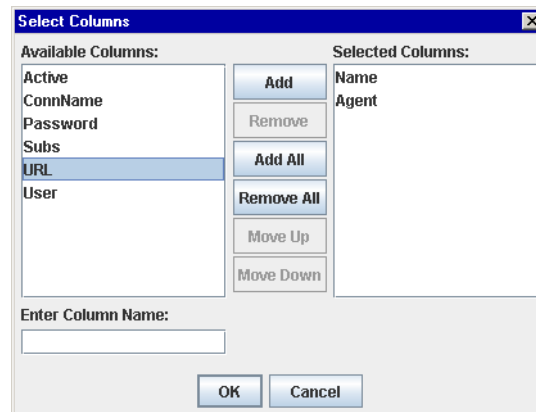 Select Columns
Available Columns:
Active
ConnName
Password
Subs
URL
User
Add
Remove
Add All
Remove All
Move Up
Move Down
Selected Columns:
Name
Agent
Enter Column Name:
OK
Cancel